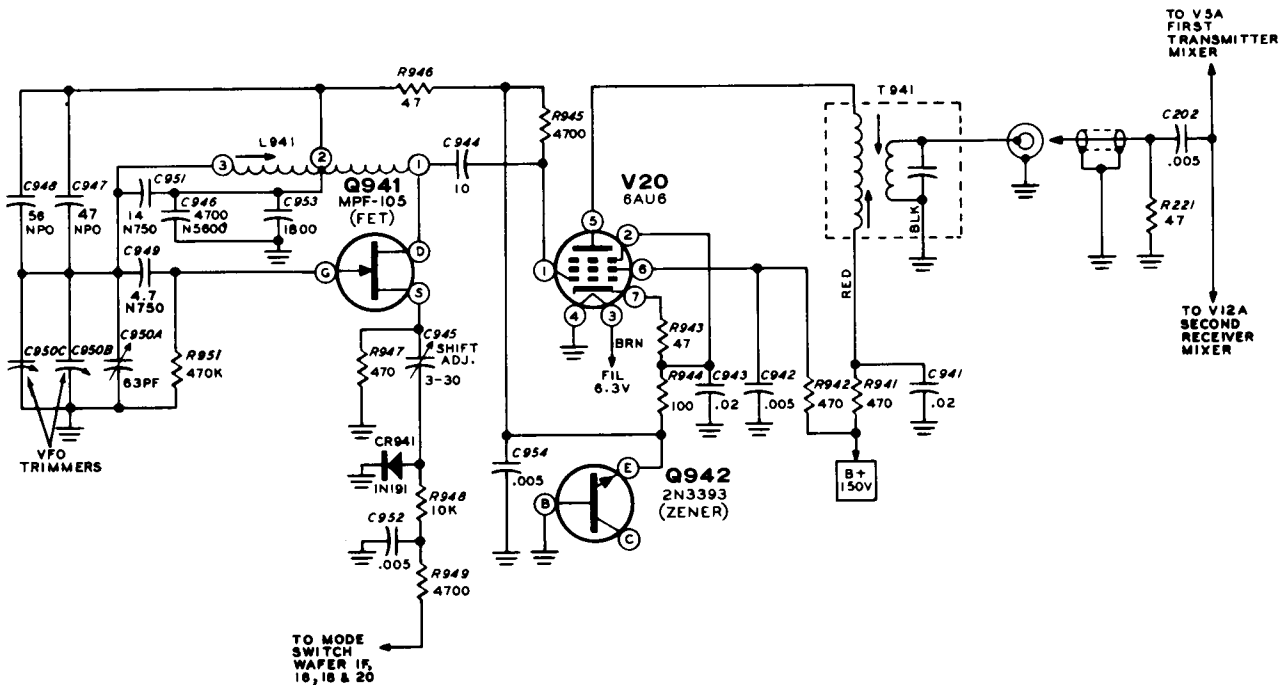 TO V5A
FIRST
TRANSMITTER
MIXER
R946
47
T941
C202
.005
R945
4700
L941
3
2
1
C944
10
Q941
MPF-105
(FET)
V20
6AU6
C948
56
NPO
C947
47
NPO
C951
14
N750
C946
4700
N5600
C953
1800
C949
4.7
N750
G
D
S
5
2
1
6
7
4
3
BLK
R221
47
RED
BRN
FIL
6.3V
C950C
C950B
C950A
63PF
R951
470K
R947
470
C945
SHIFT
ADJ.
3-30
R943
47
R944
100
C943
.02
C942
.005
R942
470
R941
470
C941
.02
TO V12A
SECOND
RECEIVER
MIXER
VFO
TRIMMERS
CR941
1N191
C954
.005
E
B
C
Q942
2N3393
(ZENER)
B+
150V
R948
10K
C952
.005
R949
4700
TO MODE
SWITCH
WAFER 1F,
16, 18 & 20